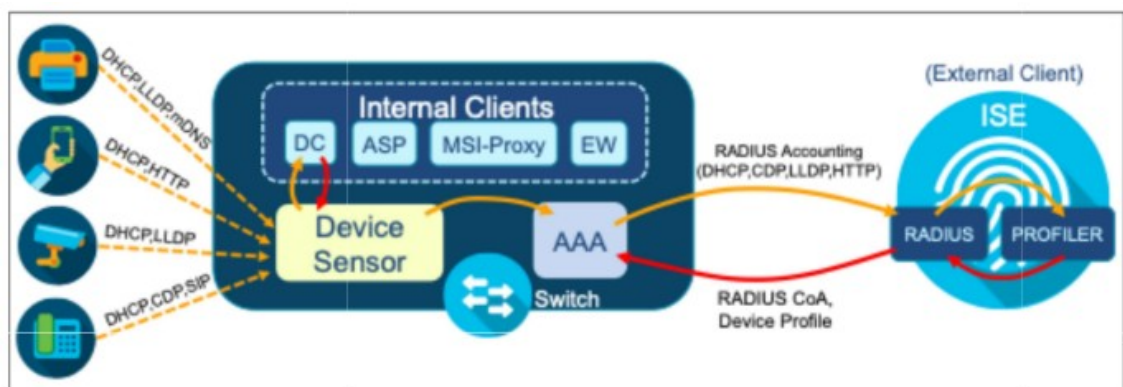 DHCP,LLDP,mDNS
DHCP,HTTP
DHCP,LLDP
DHCP,CDP,SIP
Internal Clients
DC
ASP
MSI-Proxy
EW
Device
Sensor
AAA
Switch
RADIUS Accounting
(DHCP,CDP,LLDP,HTTP)
RADIUS CoA,
Device Profile
(External Client)
ISE
RADIUS
PROFILER